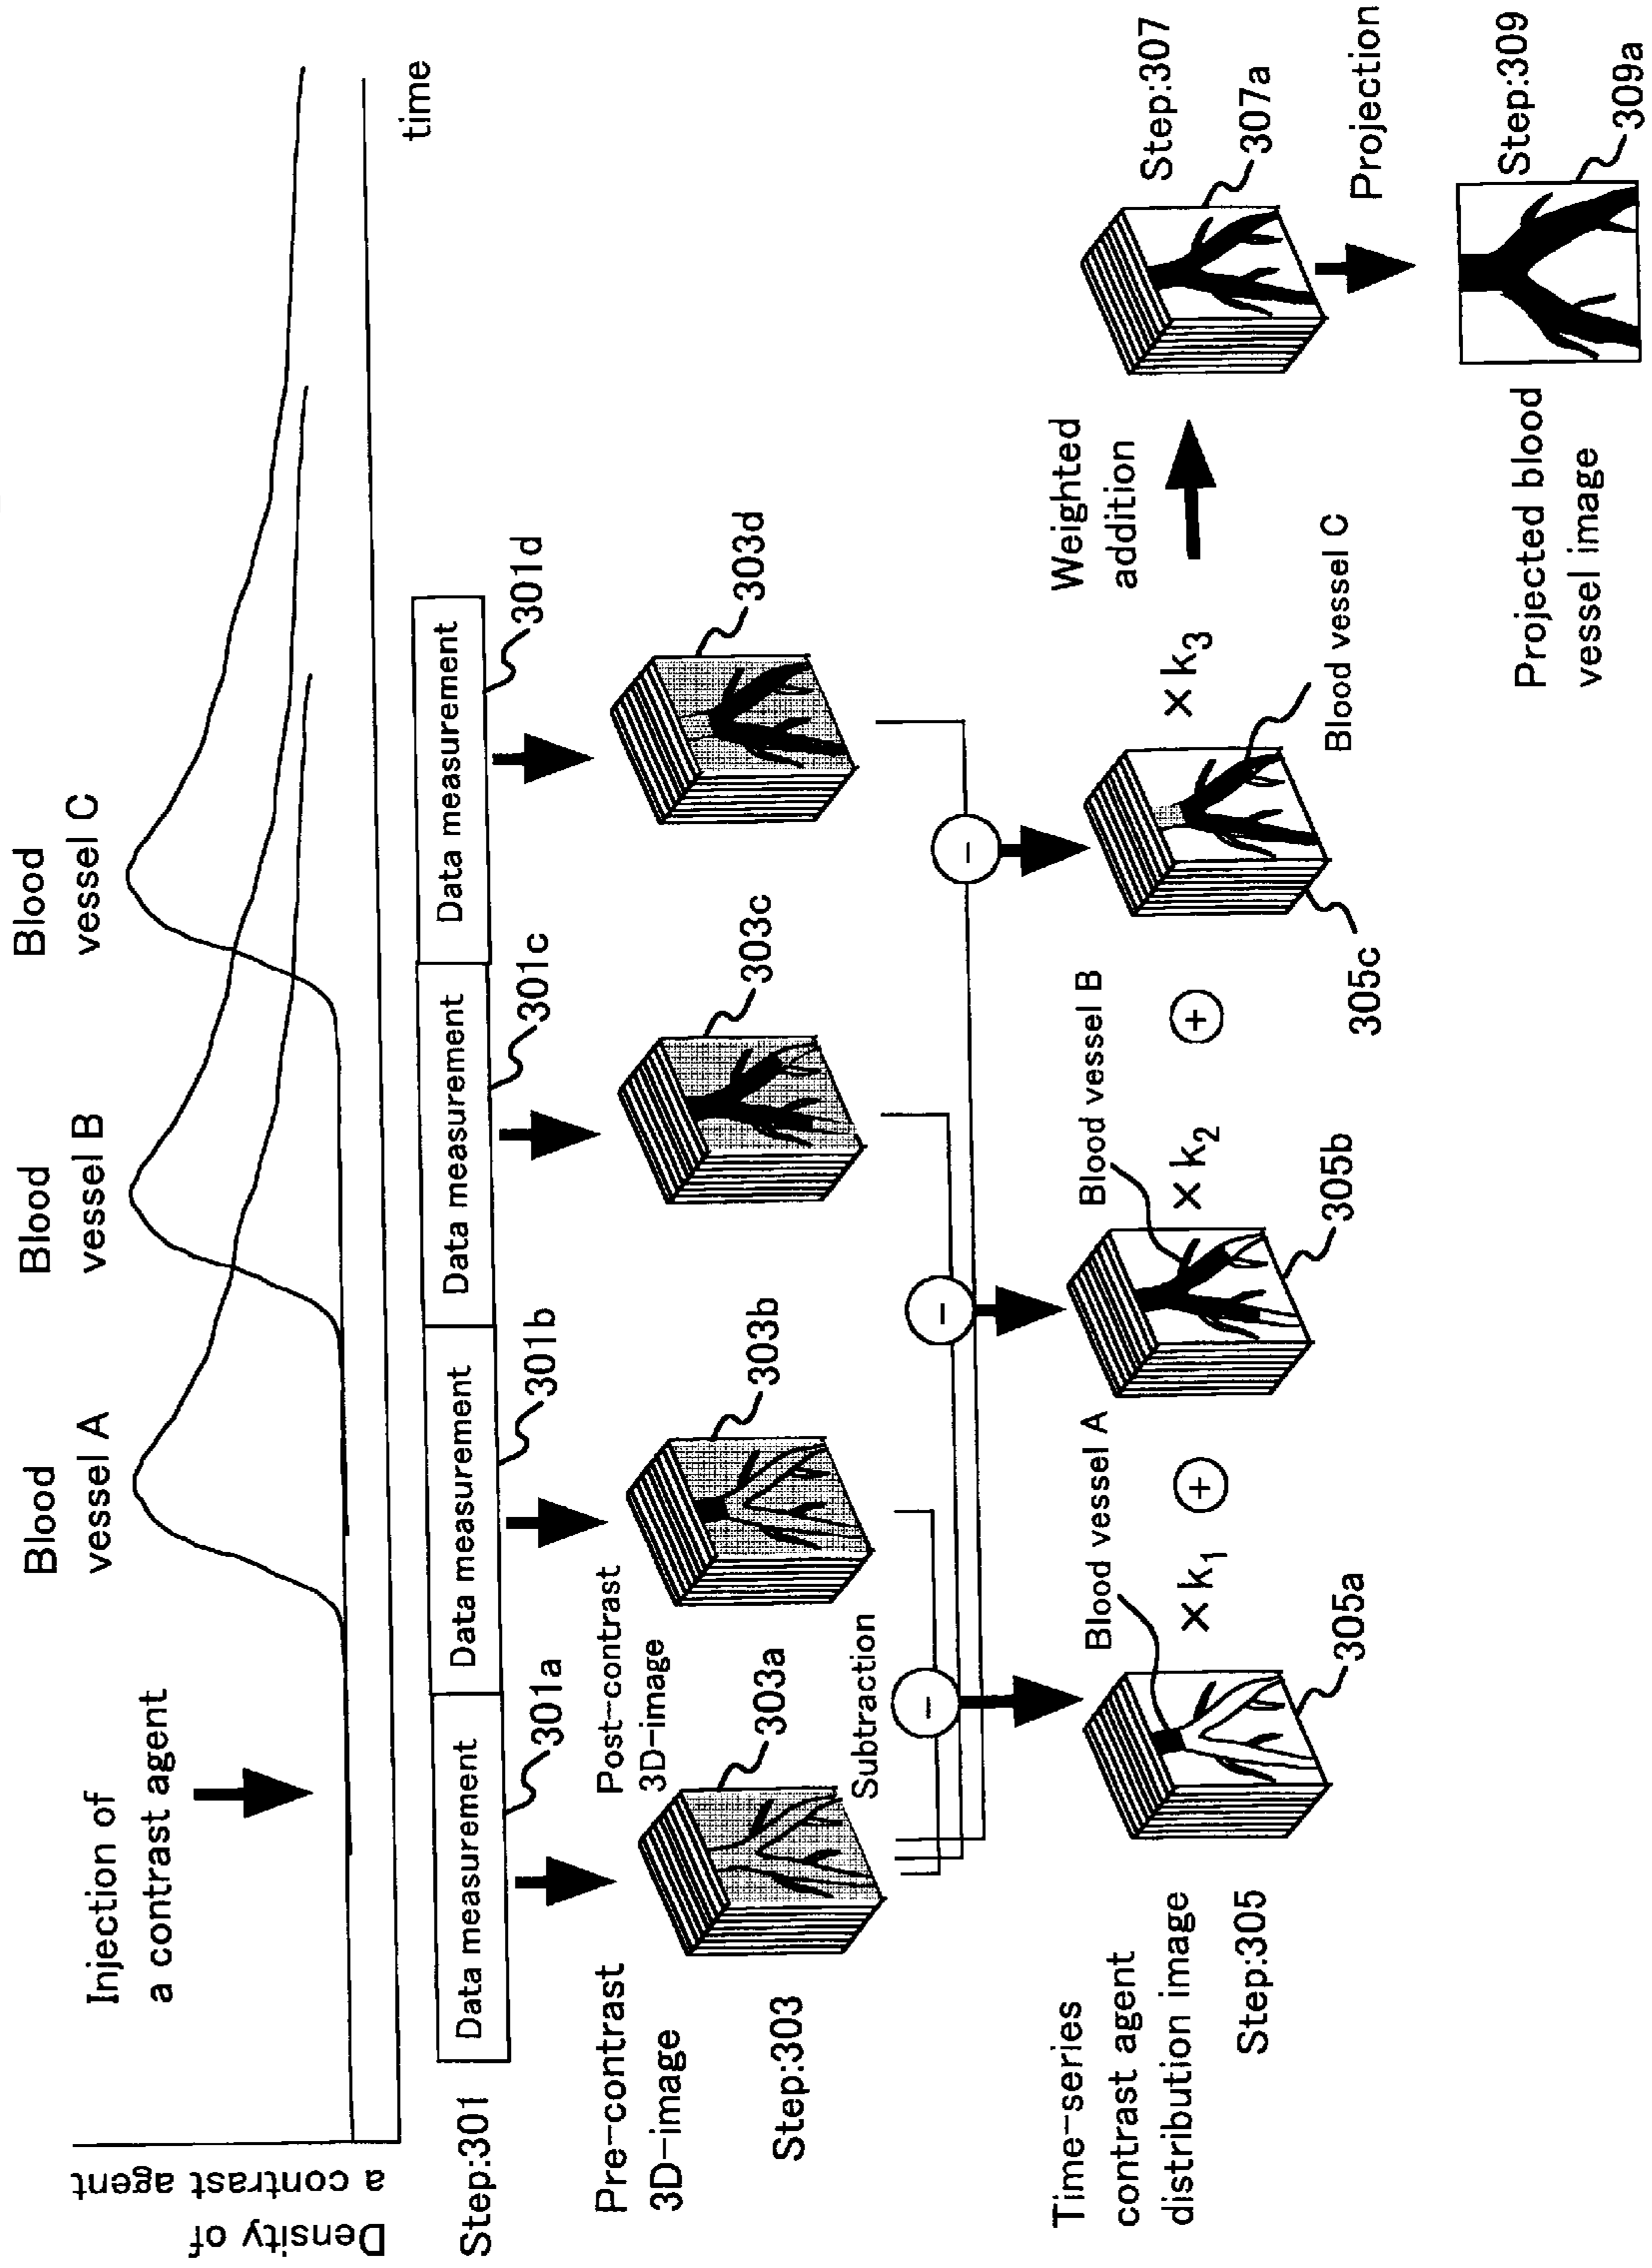 Density of
a contrast agent
Injection of
a contrast agent
Blood
vessel A
Blood
vessel B
Blood
vessel C
time
Step:301
Data measurement
Data measurement
Data measurement
Data measurement
301a
301b
301c
301d
Pre-contrast
3D-image
Step:303
Post-contrast
3D-image
303a
303b
303c
303d
Subtraction
-
-
-
Time-series
contrast agent
distribution image
Step:305
Blood vessel A
× k1
+
305a
Blood vessel B
× k2
+
305b
Blood vessel C
× k3
305c
Weighted
addition
Step:307
307a
Projection
Projected blood
vessel image
Step:309
309a